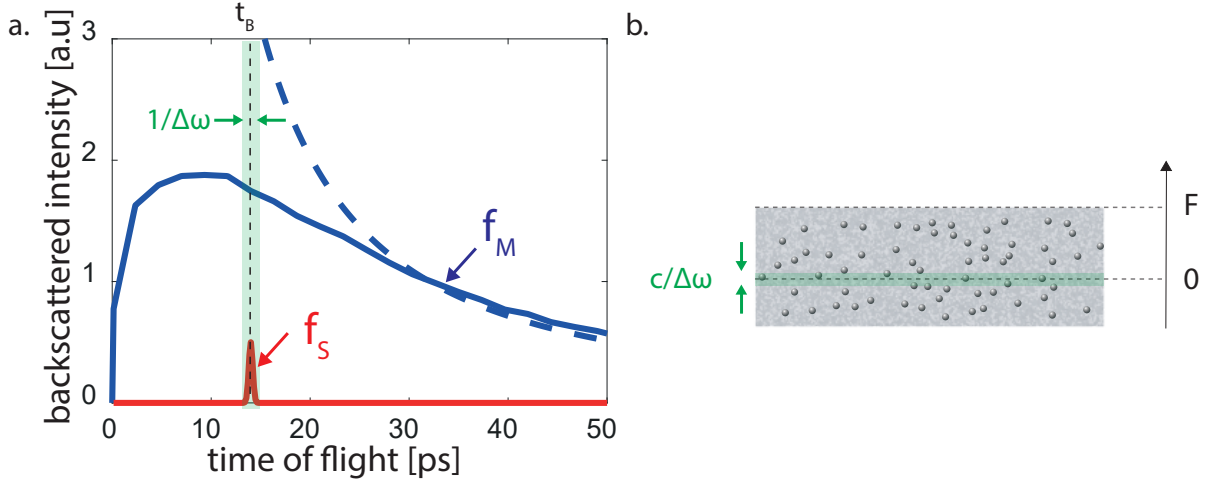 a.
t_B
b.
backscattered intensity [a.u]
3
2
1
0
1/Δω
f_M
f_S
0 10 20 30 40 50
time of flight [ps]
F
0
c/Δω